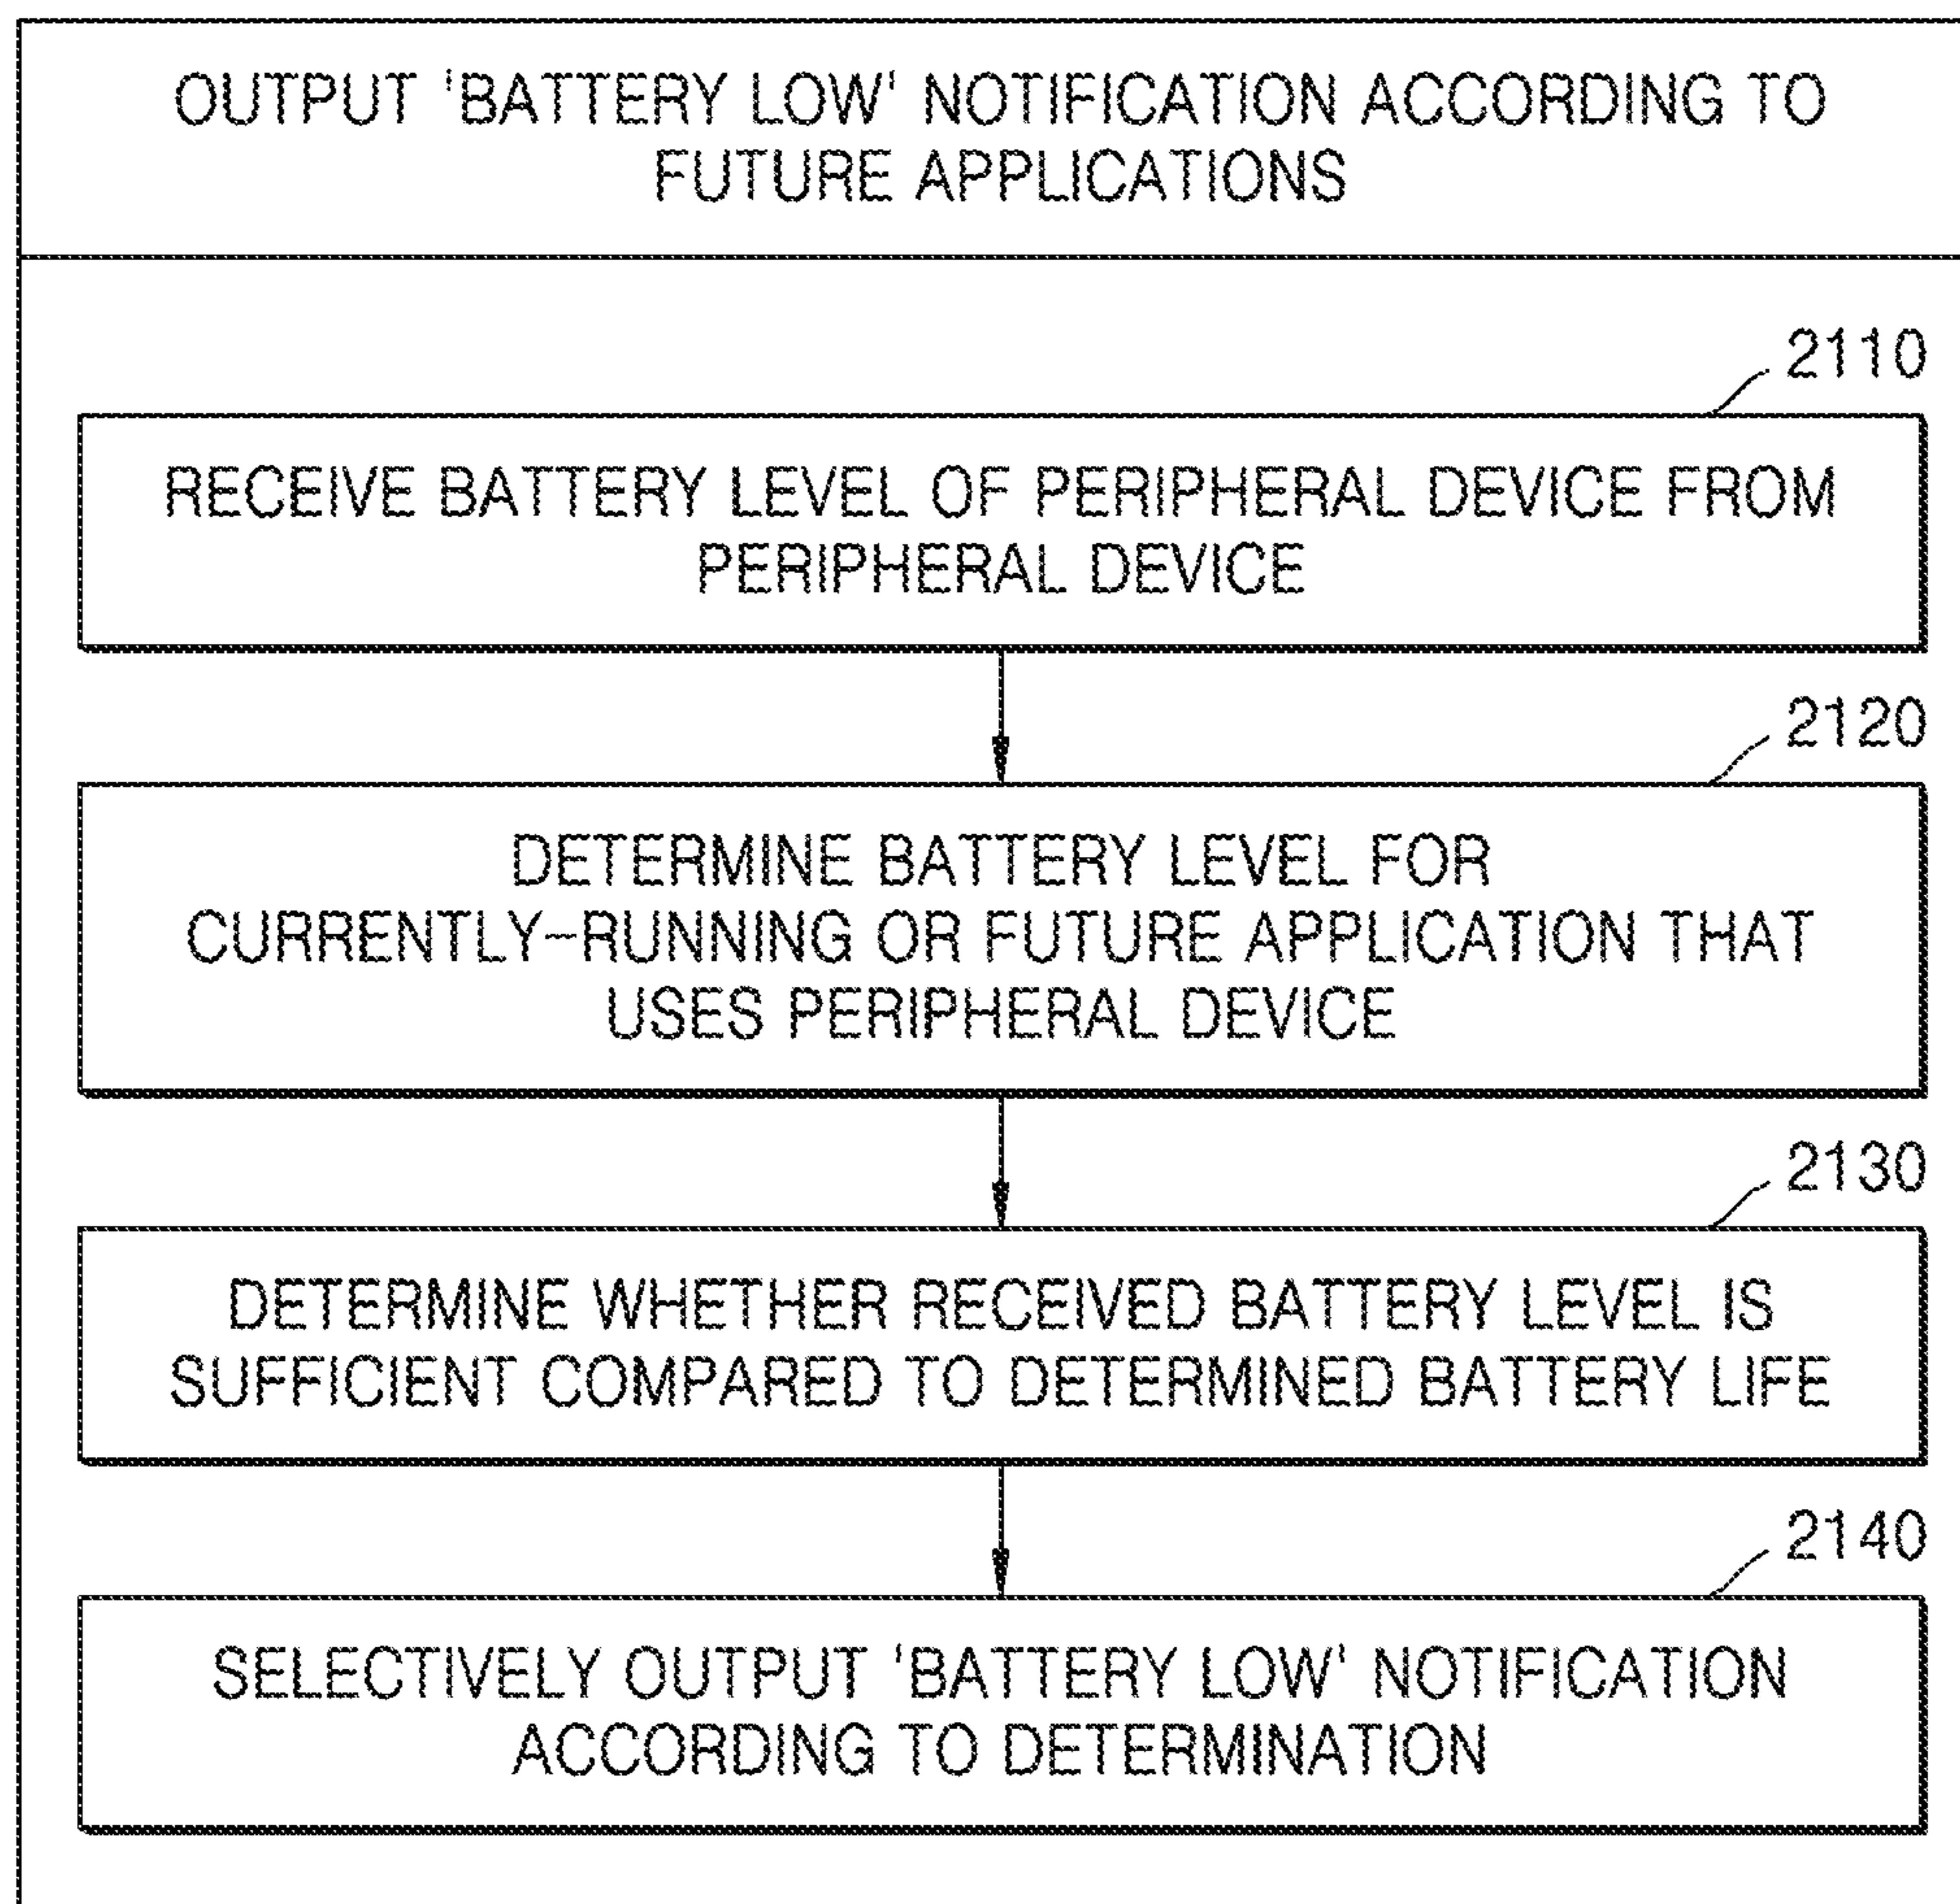 OUTPUT 'BATTERY LOW' NOTIFICATION ACCORDING TO
FUTURE APPLICATIONS
2110
RECEIVE BATTERY LEVEL OF PERIPHERAL DEVICE FROM
PERIPHERAL DEVICE
2120
DETERMINE BATTERY LEVEL FOR
CURRENTLY-RUNNING OR FUTURE APPLICATION THAT
USES PERIPHERAL DEVICE
2130
DETERMINE WHETHER RECEIVED BATTERY LEVEL IS
SUFFICIENT COMPARED TO DETERMINED BATTERY LIFE
2140
SELECTIVELY OUTPUT 'BATTERY LOW' NOTIFICATION
ACCORDING TO DETERMINATION